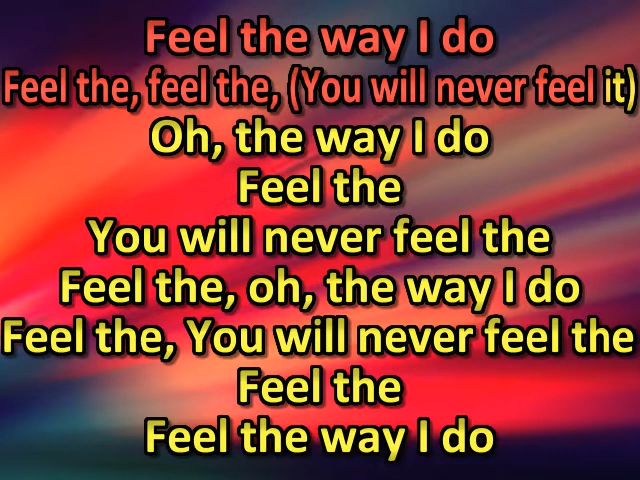 Feel the way I do
Feel the, feel the, (You will never feel it)
Oh, the way I do
Feel the
You will never feel the
Feel the, oh, the way I do
Feel the, You will never feel the
Feel the
Feel the way I do